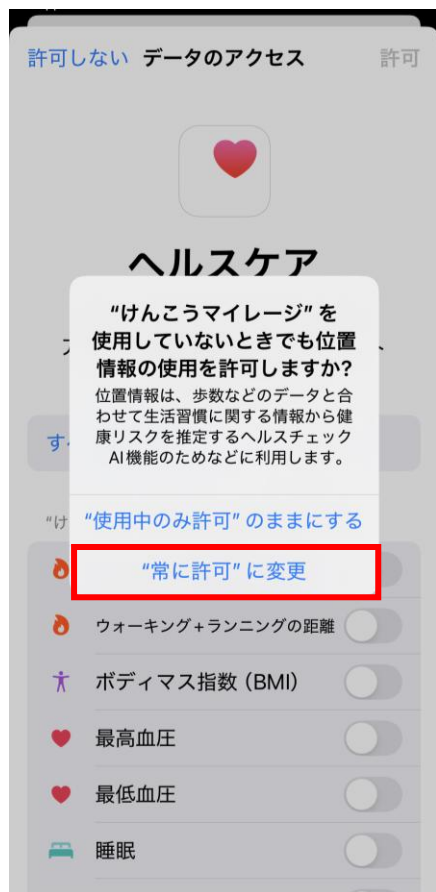 許可しない データのアクセス 許可
ヘルスケア
“けんこうマイレージ” を
使用していないときでも位置
情報の使用を許可しますか?
位置情報は、歩数などのデータと合
わせて生活習慣に関する情報から健
康リスクを推定するヘルスチェック
AI機能のためなどに利用します。
す
“け
“使用中のみ許可” のままにする
“常に許可” に変更
ウォーキング+ランニングの距離
ボディマス指数 (BMI)
最高血圧
最低血圧
睡眠